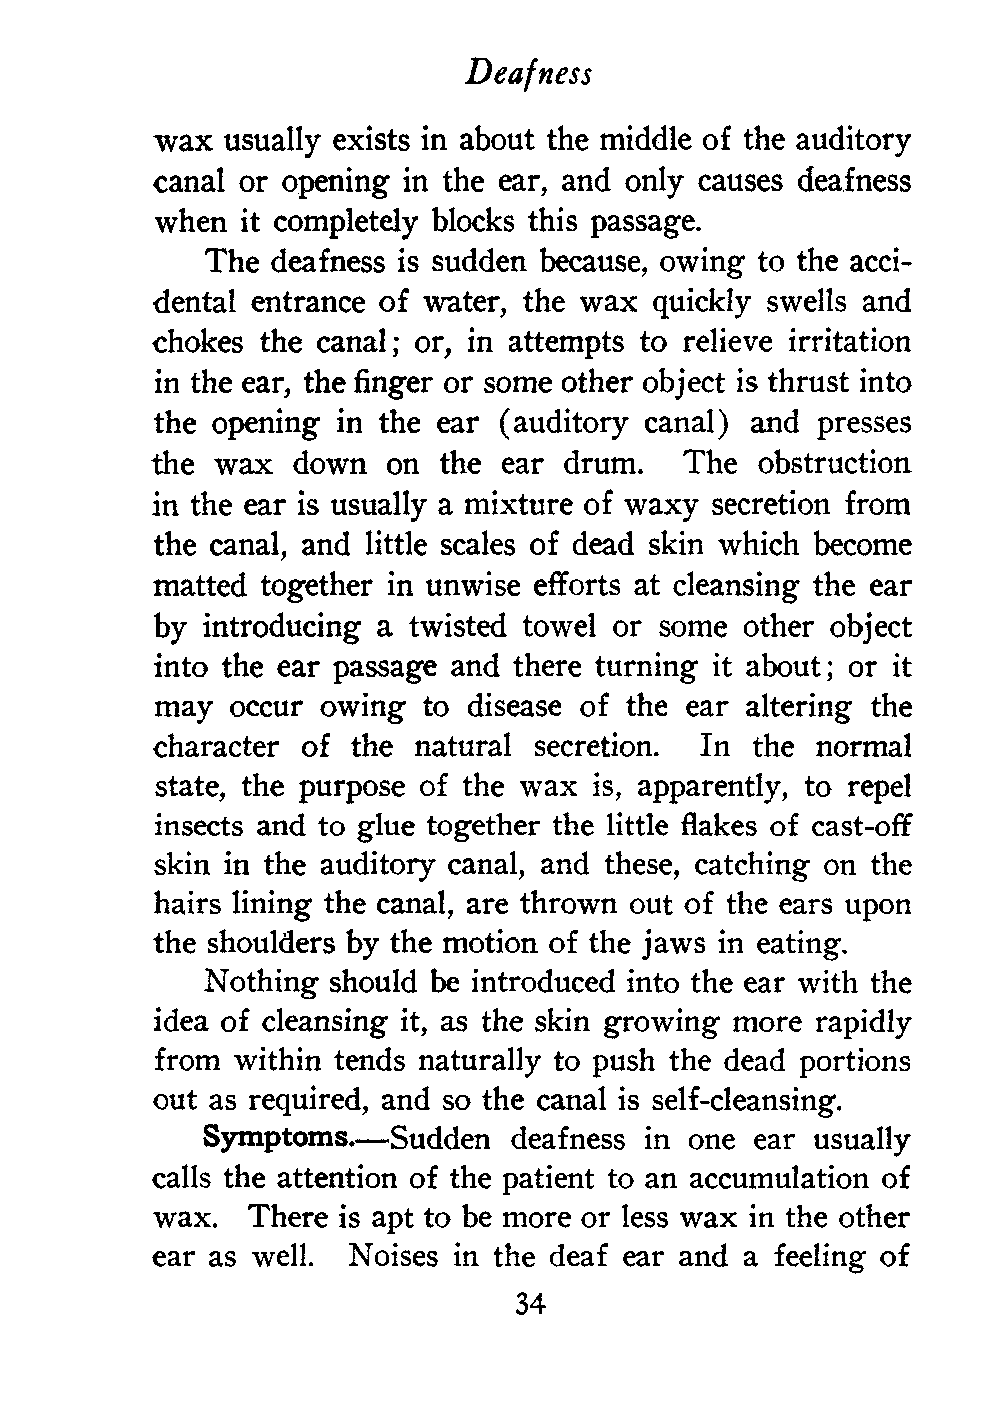 Deafness
wax usually exists in about the middle of the auditory
canal or opening in the ear, and only causes deafness
when it completely blocks this passage.
The deafness is sudden because, owing to the acci-
dental entrance of water, the wax quickly swells and
chokes the canal; or, in attempts to relieve irritation
in the ear, the finger or some other object is thrust into
the opening in the ear (auditory canal) and presses
the wax down on the ear drum. The obstruction
in the ear is usually a mixture of waxy secretion from
the canal, and little scales of dead skin which become
matted together in unwise efforts at cleansing the ear
by introducing a twisted towel or some other object
into the ear passage and there turning it about; or it
may occur owing to disease of the ear altering the
character of the natural secretion. In the normal
state, the purpose of the wax is, apparently, to repel
insects and to glue together the little flakes of cast-off
skin in the auditory canal, and these, catching on the
hairs lining the canal, are thrown out of the ears upon
the shoulders by the motion of the jaws in eating.
Nothing should be introduced into the ear with the
idea of cleansing it, as the skin growing more rapidly
from within tends naturally to push the dead portions
out as required, and so the canal is self-cleansing.
Symptoms.—Sudden deafness in one ear usually
calls the attention of the patient to an accumulation of
wax. There is apt to be more or less wax in the other
ear as well. Noises in the deaf ear and a feeling of
34